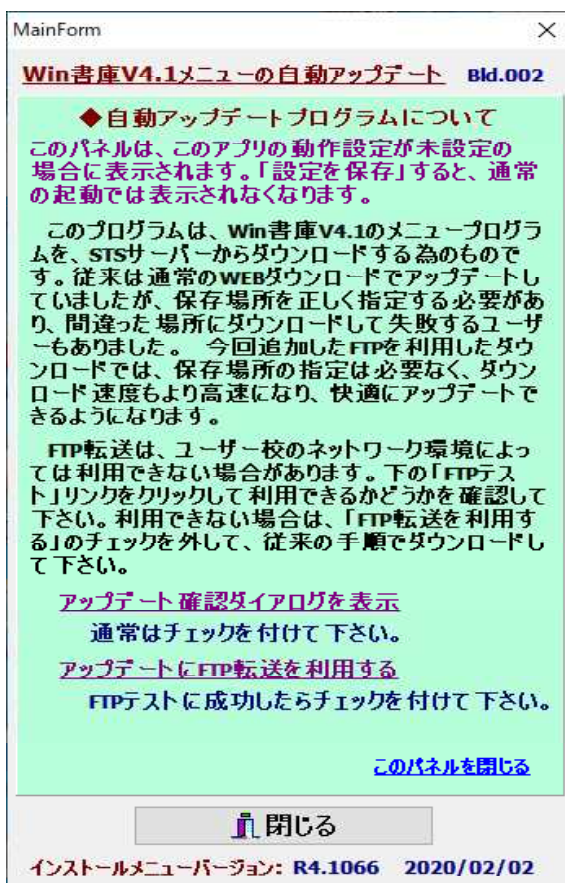 MainForm
Win書庫V4.1メニューの自動アップデート Bld.002
◆自動アップデートプログラムについて
このパネルは、このアプリの動作設定が未設定の
場合に表示されます。「設定を保存」すると、通常
の起動では表示されなくなります。
このプログラムは、Win書庫V4.1のメニュープログラ
ムを、STSサーバーからダウンロードする為のもので
す。従来は通常のWEBダウンロードでアップデートし
ていましたが、保存場所を正しく指定する必要があ
り、間違った場所にダウンロードして失敗するユーザ
ーもありました。 今回追加したFTPを利用したダウ
ンロードでは、保存場所の指定は必要なく、ダウン
ロード速度もより高速になり、快適にアップデートで
きるようになります。
FTP転送は、ユーザー校のネットワーク環境によっ
ては利用できない場合があります。下の「FTPテス
ト」リンクをクリックして利用できるかどうかを確認して
下さい。利用できない場合は、「FTP転送を利用す
る」のチェックを外して、従来の手順でダウンロードし
て下さい。
アップデート確認ダイアログを表示
通常はチェックを付けて下さい。
アップデートにFTP転送を利用する
FTPテストに成功したらチェックを付けて下さい。
このパネルを閉じる
閉じる
インストールメニューバージョン: R4.1066 2020/02/02